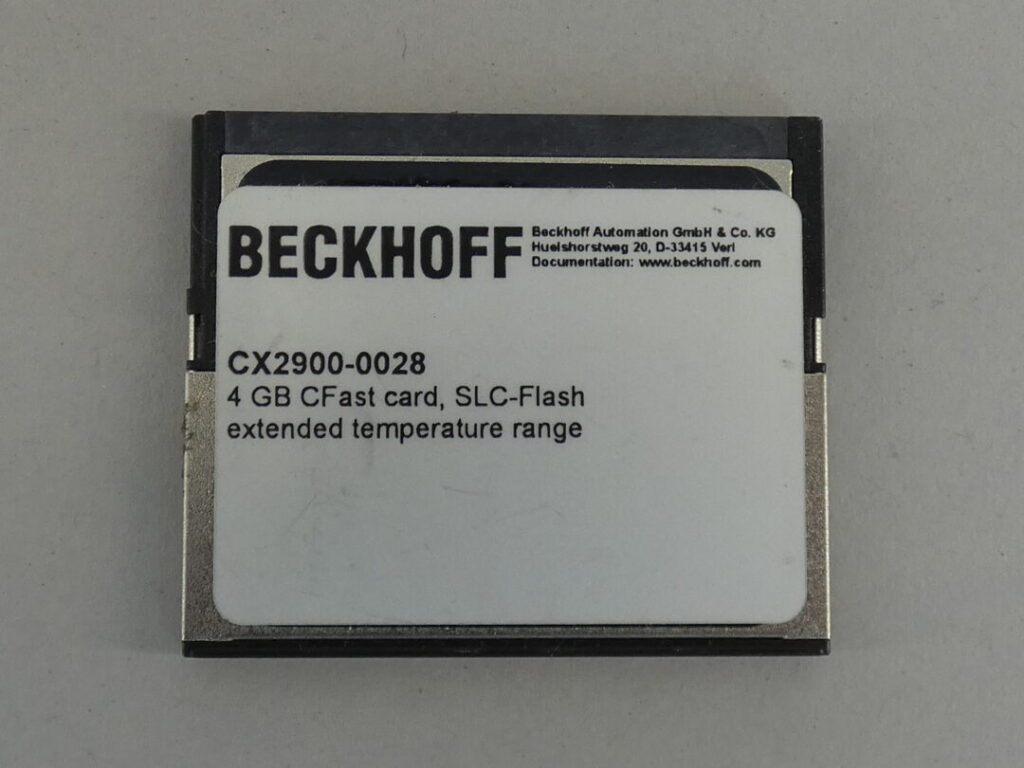 BECKHOFF
Beckhoff Automation GmbH & Co. KG
Huelshorstweg 20, D-33415 Verl
Documentation: www.beckhoff.com
CX2900-0028
4 GB CFast card, SLC-Flash
extended temperature range